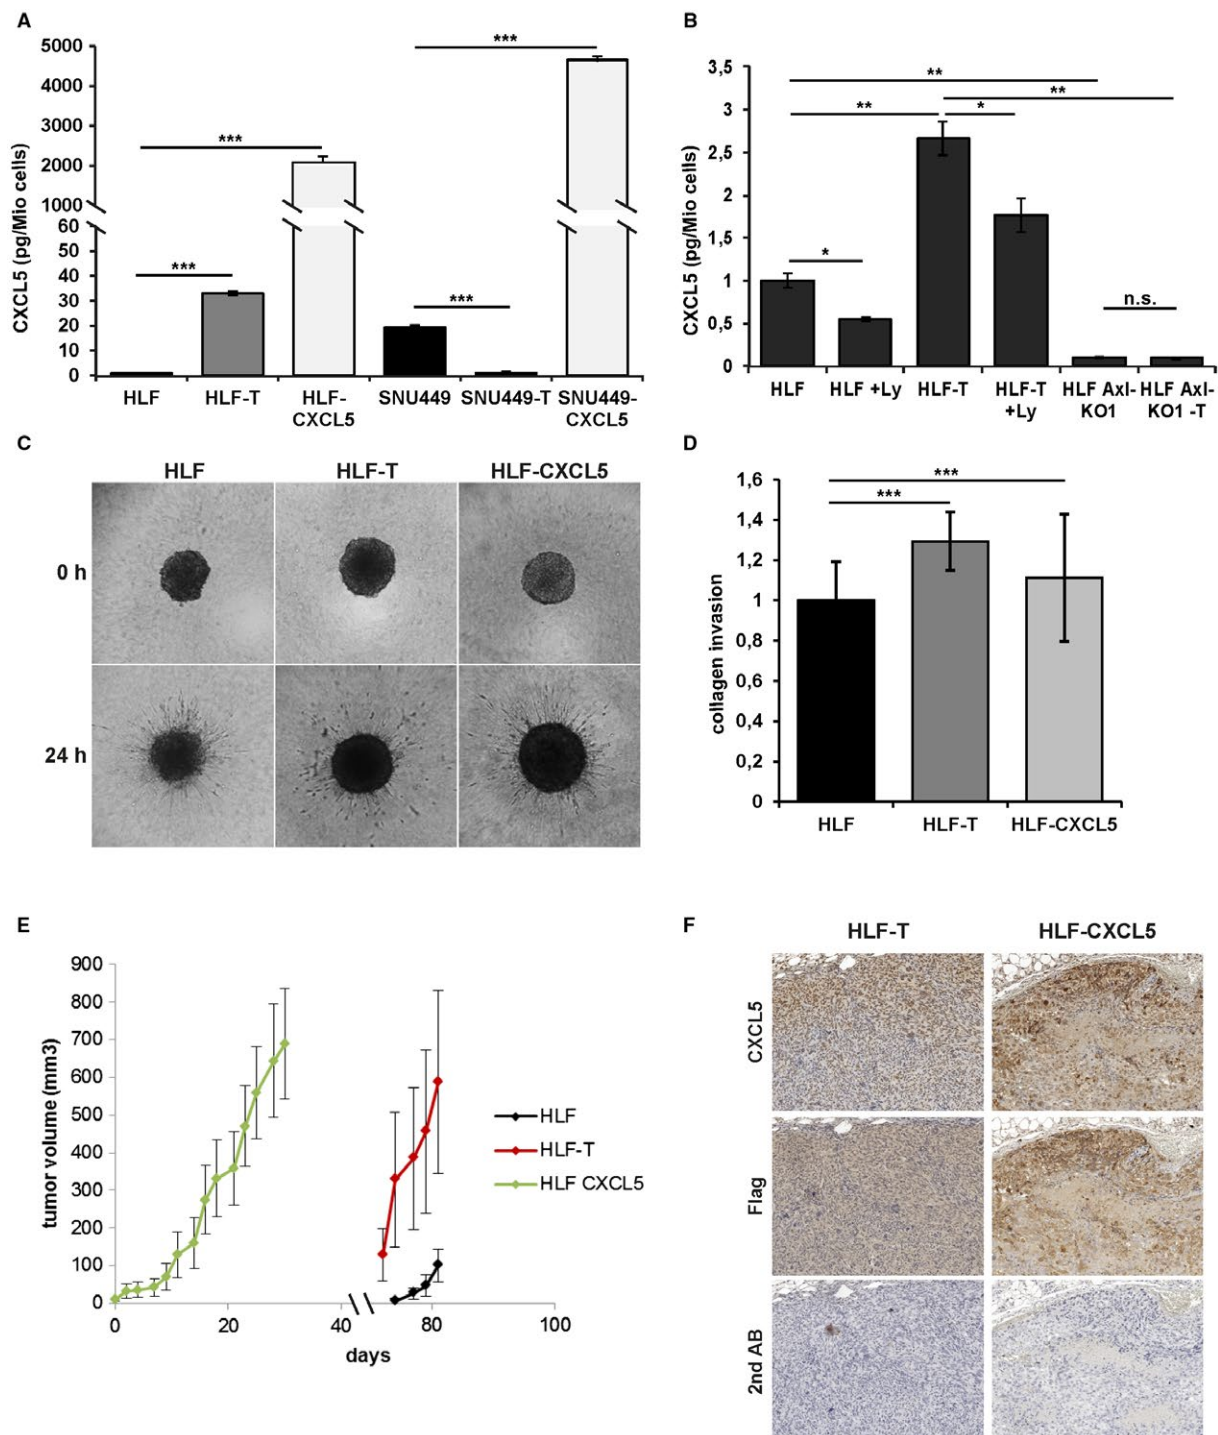 A
CXCL5 (pg/Mio cells)
5000
4000
2000
1000
60
50
40
30
20
10
0
***
***
***
***
HLF
HLF-T
HLF-
CXCL5
SNU449
SNU449-T
SNU449-
CXCL5
B
CXCL5 (pg/Mio cells)
3,5
3
2,5
2
1,5
1
0,5
0
**
**
**
*
*
n.s.
HLF
HLF +Ly
HLF-T
HLF-T
+Ly
HLF Axl-
KO1
HLF Axl-
KO1 -T
C
HLF
HLF-T
HLF-CXCL5
0 h
24 h
D
collagen invasion
1,6
1,4
1,2
1
0,8
0,6
0,4
0,2
0
***
***
HLF
HLF-T
HLF-CXCL5
E
tumor volume (mm3)
900
800
700
600
500
400
300
200
100
0
0
20
40
80
100
days
HLF
HLF-T
HLF CXCL5
F
HLF-T
HLF-CXCL5
CXCL5
Flag
2nd AB